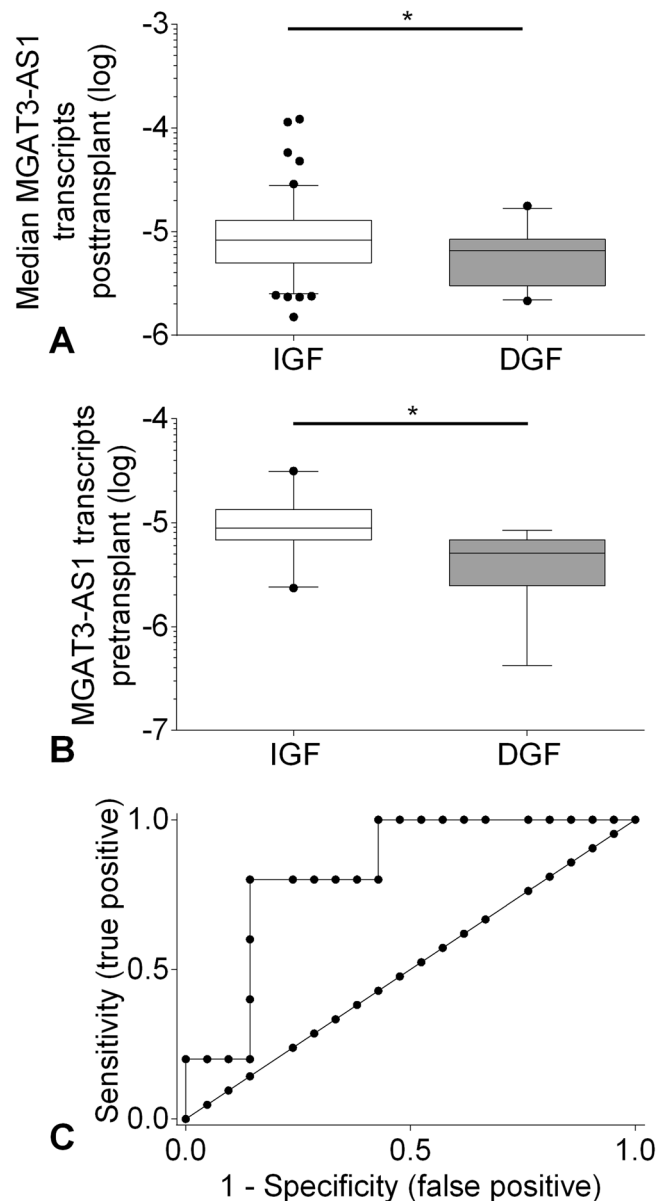 Median MGAT3-AS1
transcripts
posttransplant (log)
-3
*
-4
-5
-6
A
IGF
DGF
MGAT3-AS1 transcripts
pretransplant (log)
-4
*
-5
-6
-7
B
IGF
DGF
Sensitivity (true positive)
1.0
0.5
0.0
C
0.0
0.5
1.0
1 - Specificity (false positive)